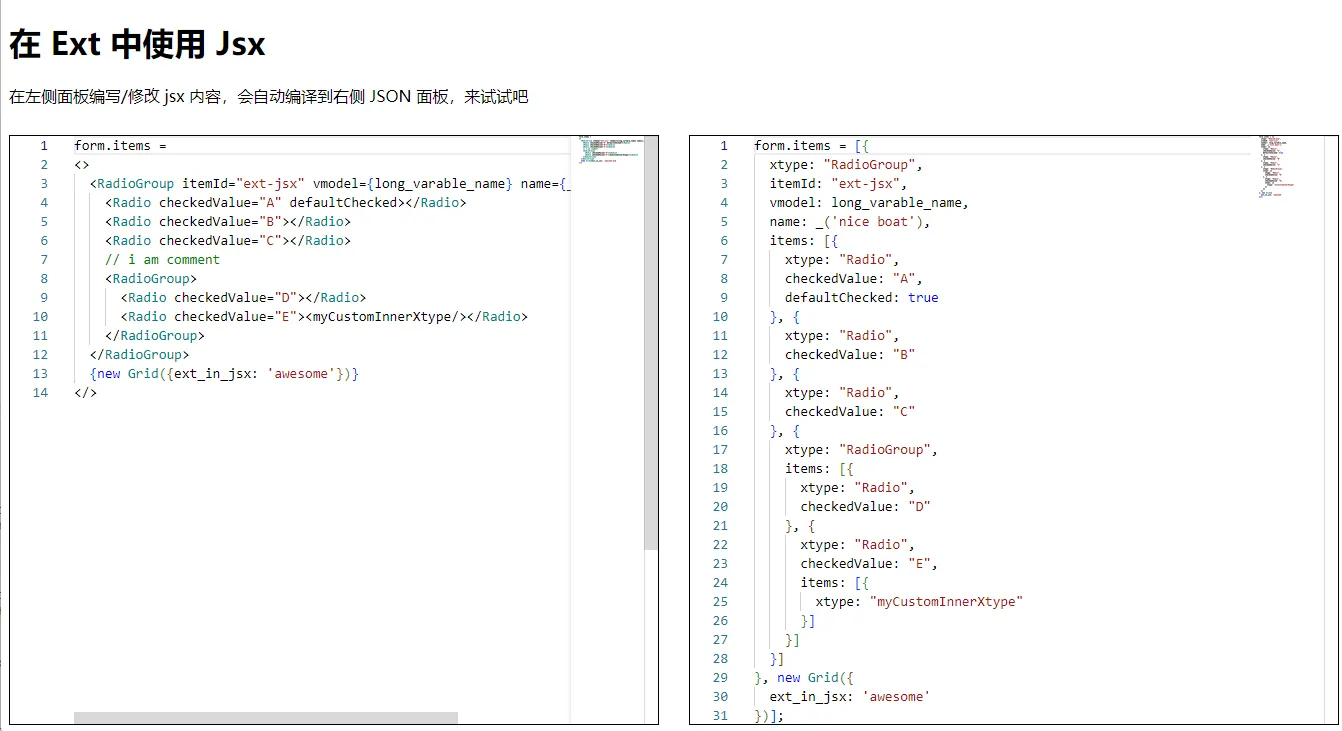 在 Ext 中使用 Jsx
在左侧面板编写/修改 jsx 内容，会自动编译到右侧 JSON 面板，来试试吧
1 form.items =
2 <>
3 <RadioGroup itemId="ext-jsx" vmodel={long_varable_name} name={_
4 <Radio checkedValue="A" defaultChecked></Radio>
5 <Radio checkedValue="B"></Radio>
6 <Radio checkedValue="C"></Radio>
7 // i am comment
8 <RadioGroup>
9 <Radio checkedValue="D"></Radio>
10 <Radio checkedValue="E"><myCustomInnerXtype/></Radio>
11 </RadioGroup>
12 </RadioGroup>
13 {new Grid({ext_in_jsx: 'awesome'})}
14 </>
1 form.items = [{
2 xtype: "RadioGroup",
3 itemId: "ext-jsx",
4 vmodel: long_varable_name,
5 name: _('nice boat'),
6 items: [{
7 xtype: "Radio",
8 checkedValue: "A",
9 defaultChecked: true
10 }, {
11 xtype: "Radio",
12 checkedValue: "B"
13 }, {
14 xtype: "Radio",
15 checkedValue: "C"
16 }, {
17 xtype: "RadioGroup",
18 items: [{
19 xtype: "Radio",
20 checkedValue: "D"
21 }, {
22 xtype: "Radio",
23 checkedValue: "E",
24 items: [{
25 xtype: "myCustomInnerXtype"
26 }]
27 }]
28 }]
29 }, new Grid({
30 ext_in_jsx: 'awesome'
31 })];